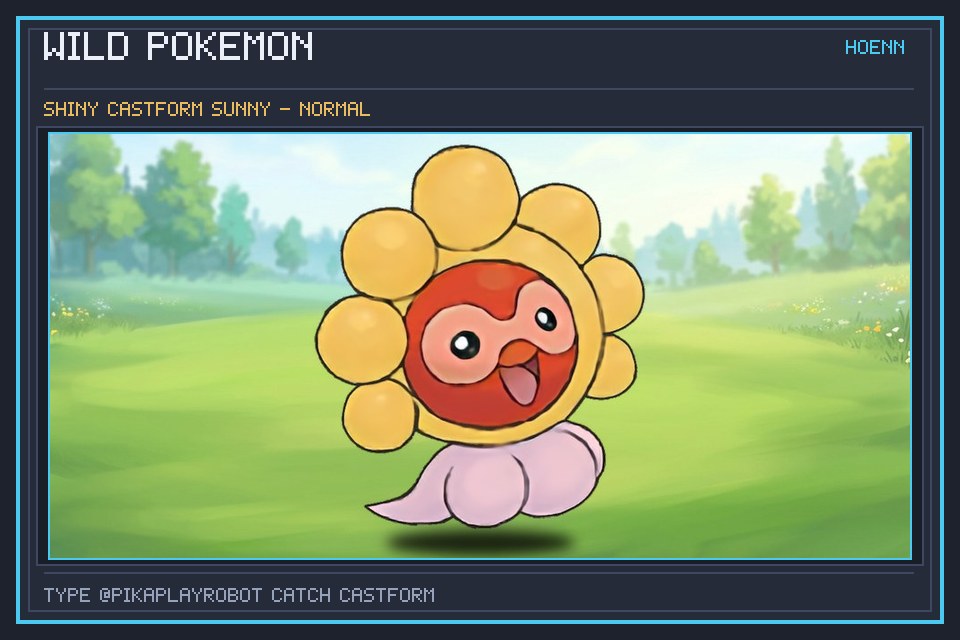 WILD POKEMON
HOENN
SHINY CASTFORM SUNNY - NORMAL
TYPE @PIKAPLAYROBOT CATCH CASTFORM